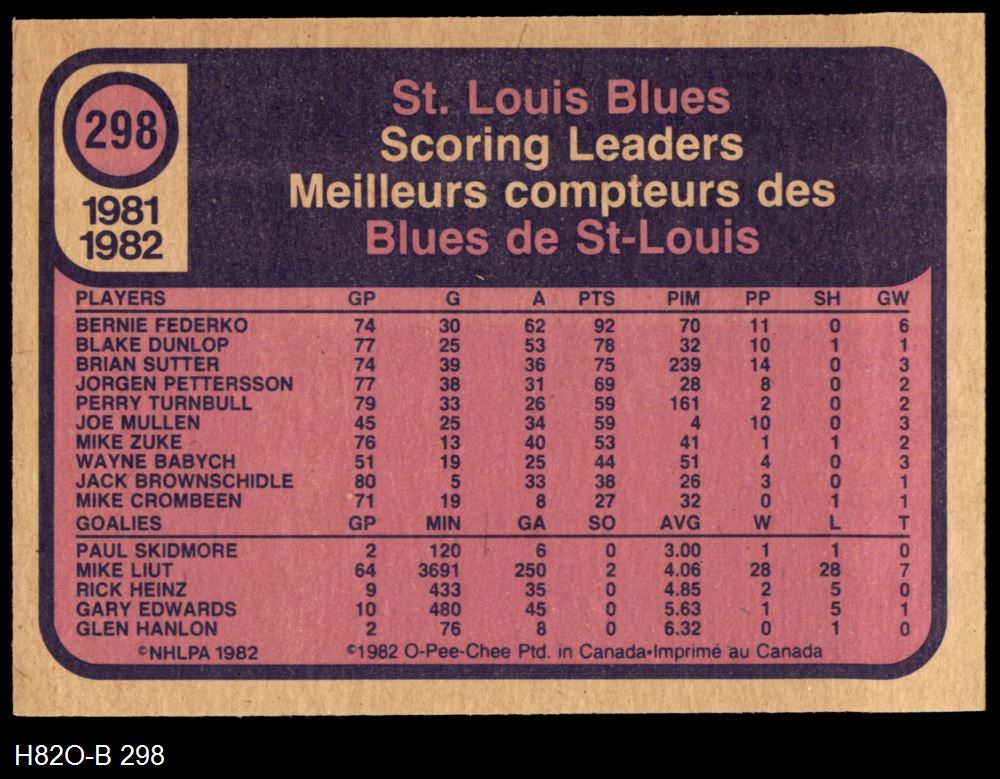 298
1981
1982
St. Louis Blues
Scoring Leaders
Meilleurs compteurs des
Blues de St-Louis
PLAYERS GP G A PTS PIM PP SH GW
BERNIE FEDERKO 74 30 62 92 70 11 0 6
BLAKE DUNLOP 77 25 53 78 32 10 1 1
BRIAN SUTTER 74 39 36 75 239 14 0 3
JORGEN PETTERSSON 77 38 31 69 28 8 0 2
PERRY TURNBULL 79 33 26 59 161 2 0 2
JOE MULLEN 45 25 34 59 4 10 0 3
MIKE ZUKE 76 13 40 53 41 1 1 2
WAYNE BABYCH 51 19 25 44 51 4 0 3
JACK BROWNSCHIDLE 80 5 33 38 26 3 0 1
MIKE CROMBEEN 71 19 8 27 32 0 1 1
GOALIES GP MIN GA SO AVG W L T
PAUL SKIDMORE 2 120 6 0 3.00 1 1 0
MIKE LIUT 64 3691 250 2 4.06 28 28 7
RICK HEINZ 9 433 35 0 4.85 2 5 0
GARY EDWARDS 10 480 45 0 5.63 1 5 1
GLEN HANLON 2 76 8 0 6.32 0 1 0
©NHLPA 1982 ©1982 O-Pee-Chee Ptd. in Canada•Imprimé au Canada
H82O-B 298